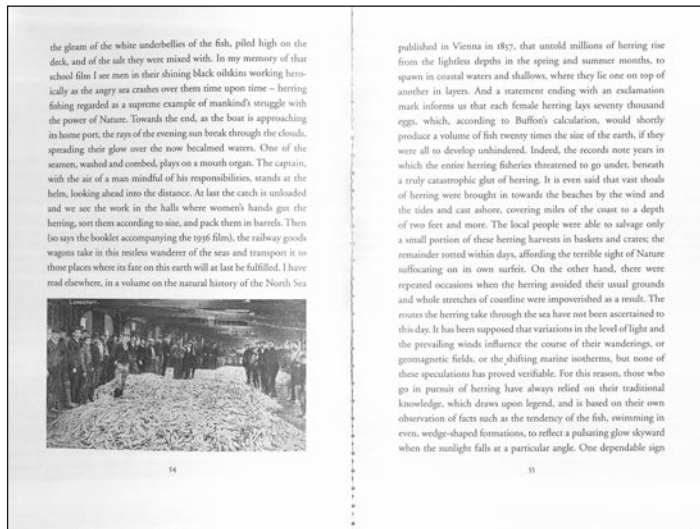 the gleam of the white underbellies of the fish, piled high on the
deck, and of the salt they were mixed with. In my memory of that
school film I see men in their shining black oilskins working hero-
ically as the angry sea crashes over them time upon time – herring
fishing regarded as a supreme example of mankind's struggle with
the power of Nature. Towards the end, as the boat is approaching
its home port, the rays of the evening sun break through the clouds,
spreading their glow over the now becalmed waters. One of the
seamen, washed and combed, plays on a mouth organ. The captain,
with the air of a man mindful of his responsibilities, stands at the
helm, looking ahead into the distance. At last the catch is unloaded
and we see the work in the halls where women's hands gut the
herring, sort them according to size, and pack them in barrels. Then
(so says the booklet accompanying the 1936 film), the railway goods
wagons take in this restless wanderer of the seas and transport it to
those places where its fate on this earth will at last be fulfilled. I have
read elsewhere, in a volume on the natural history of the North Sea
Lowestoft.
54
published in Vienna in 1857, that untold millions of herring rise
from the lightless depths in the spring and summer months, to
spawn in coastal waters and shallows, where they lie one on top of
another in layers. And a statement ending with an exclamation
mark informs us that each female herring lays seventy thousand
eggs, which, according to Buffon's calculation, would shortly
produce a volume of fish twenty times the size of the earth, if they
were all to develop unhindered. Indeed, the records note years in
which the entire herring fisheries threatened to go under, beneath
a truly catastrophic glut of herring. It is even said that vast shoals
of herring were brought in towards the beaches by the wind and
the tides and cast ashore, covering miles of the coast to a depth
of two feet and more. The local people were able to salvage only
a small portion of these herring harvests in baskets and crates; the
remainder rotted within days, affording the terrible sight of Nature
suffocating on its own surfeit. On the other hand, there were
repeated occasions when the herring avoided their usual grounds
and whole stretches of coastline were impoverished as a result. The
routes the herring take through the sea have not been ascertained to
this day. It has been supposed that variations in the level of light and
the prevailing winds influence the course of their wanderings, or
geomagnetic fields, or the shifting marine isotherms, but none of
these speculations has proved verifiable. For this reason, those who
go in pursuit of herring have always relied on their traditional
knowledge, which draws upon legend, and is based on their own
observation of facts such as the tendency of the fish, swimming in
even, wedge-shaped formations, to reflect a pulsating glow skyward
when the sunlight falls at a particular angle. One dependable sign
55